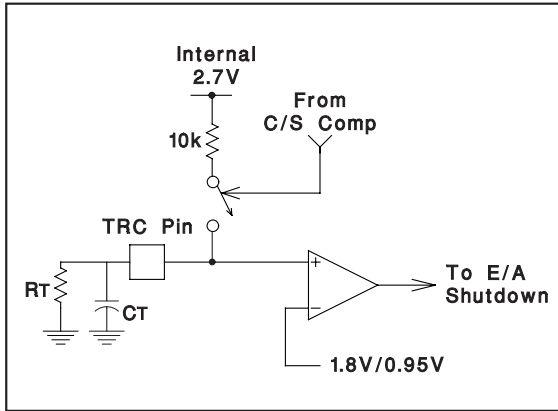 Internal
2.7V
From
C/S Comp
10k
TRC Pin
RT
CT
+
−
To E/A
Shutdown
1.8V/0.95V